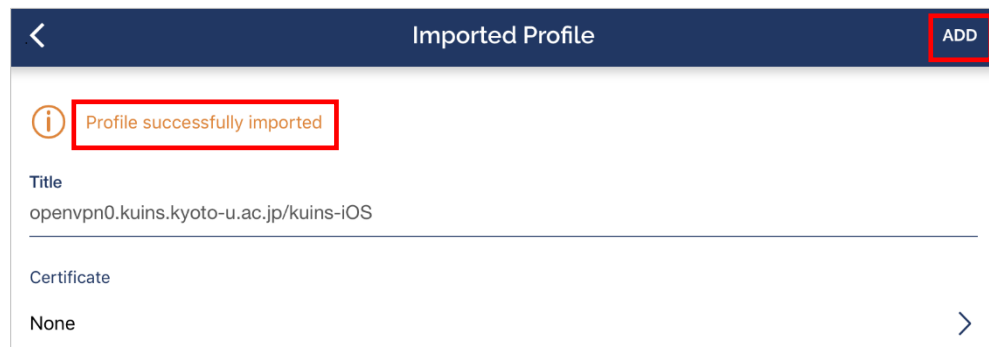 Imported Profile
ADD
Profile successfully imported
Title
openvpn0.kuins.kyoto-u.ac.jp/kuins-iOS
Certificate
None